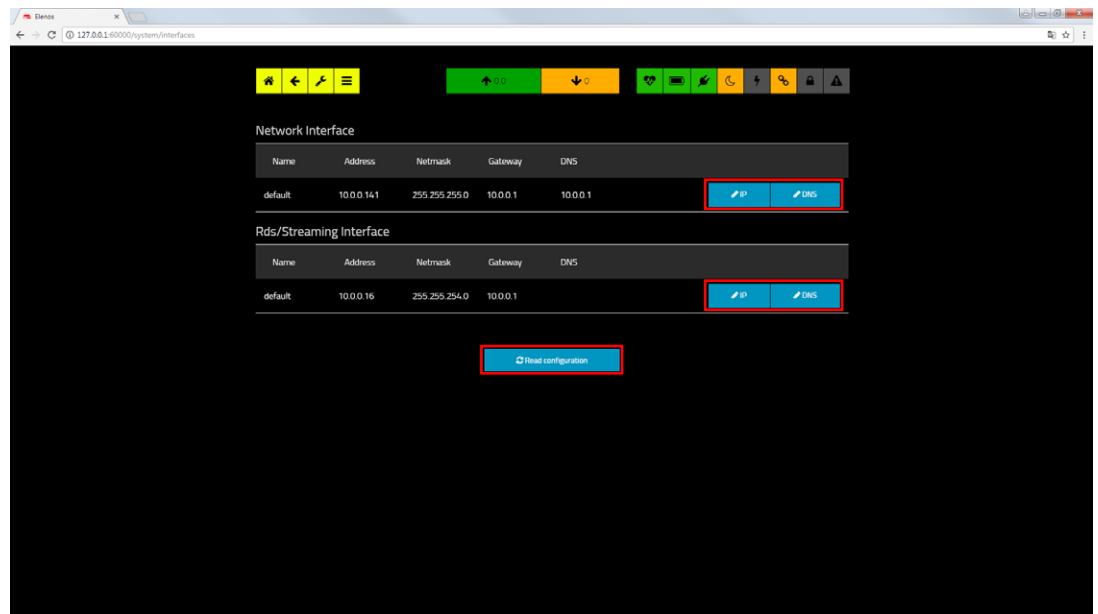 Elenos
127.0.0.1:60000/system/interfaces
0.0 0
Network Interface
Name Address Netmask Gateway DNS
default 10.0.0.141 255.255.255.0 10.0.0.1 10.0.0.1 IP DNS
Rds/Streaming Interface
Name Address Netmask Gateway DNS
default 10.0.0.16 255.255.254.0 10.0.0.1 IP DNS
Read configuration